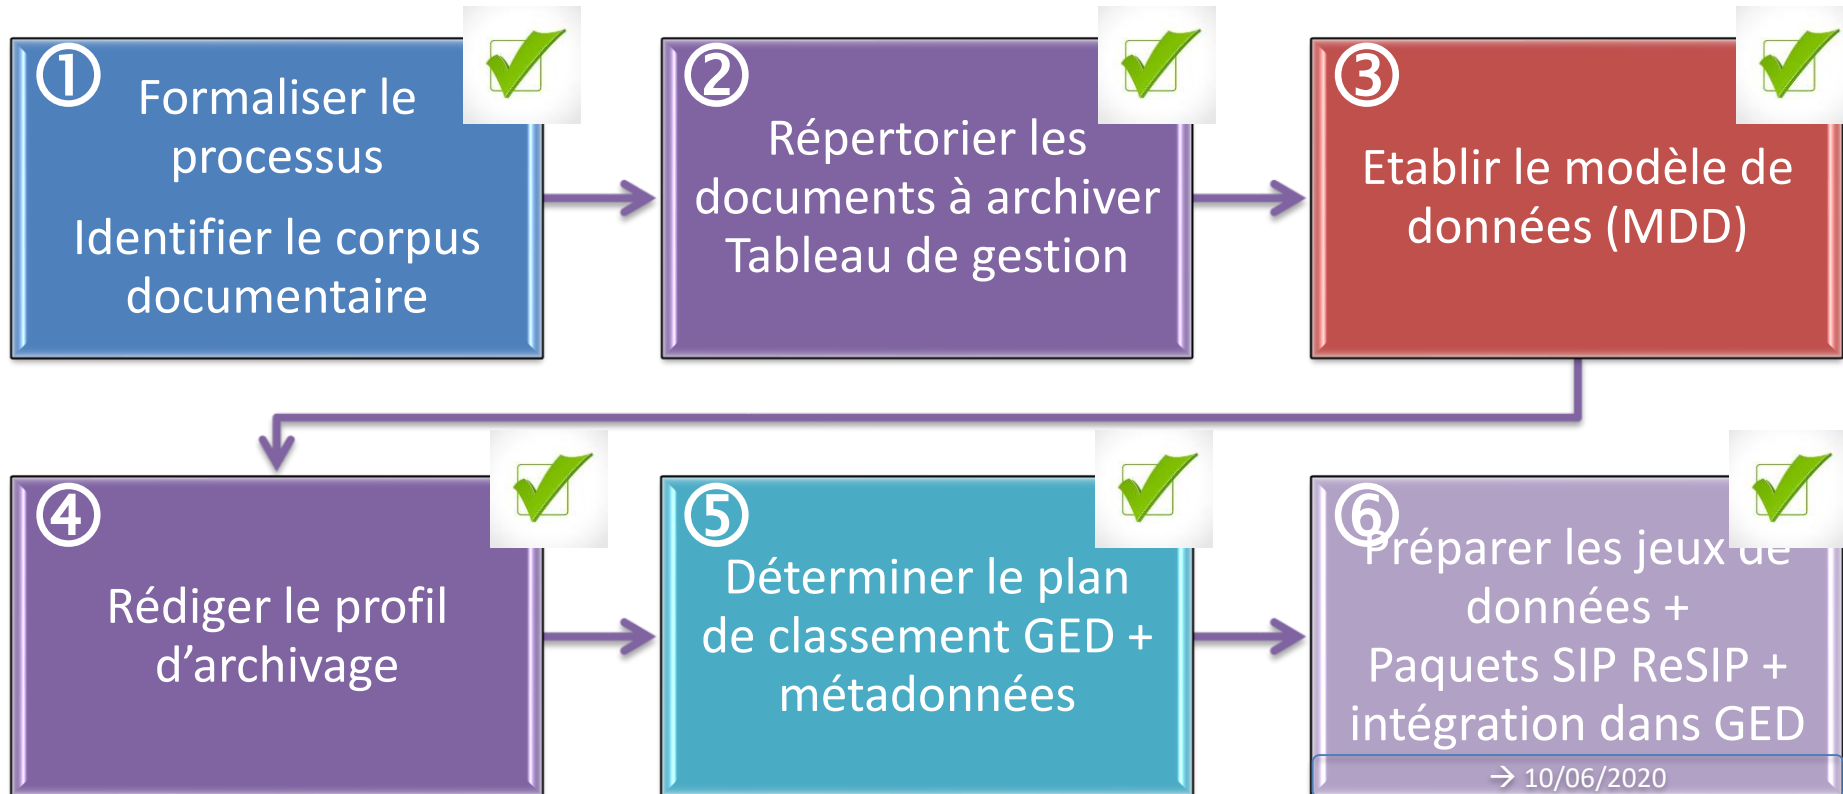 ①
Formaliser le
processus
Identifier le corpus
documentaire
②
Répertorier les
documents à archiver
Tableau de gestion
③
Etablir le modèle de
données (MDD)
④
Rédiger le profil
d’archivage
⑤
Déterminer le plan
de classement GED +
métadonnées
⑥
Préparer les jeux de
données +
Paquets SIP ReSIP +
intégration dans GED
→ 10/06/2020